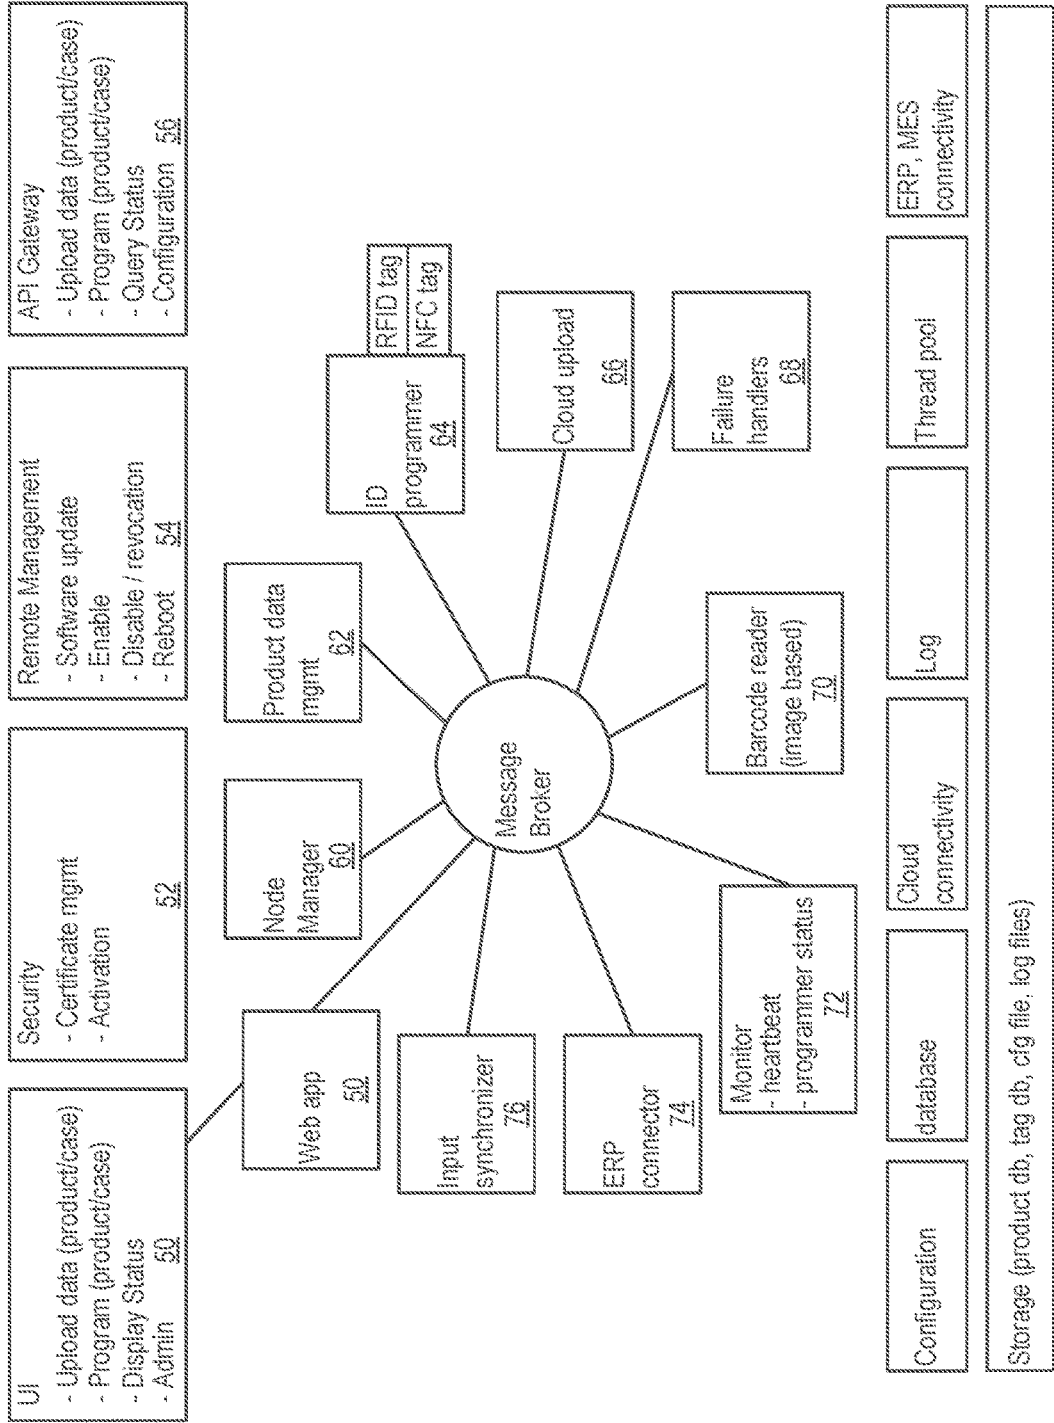 UI
- Upload data (product/case)
- Program (product/case)
- Display Status
- Admin 50
Security
- Certificate mgmt
- Activation
52
Remote Management
- Software update
- Enable
- Disable / revocation
- Reboot 54
API Gateway
- Upload data (product/case)
- Program (product/case)
- Query Status
- Configuration 56
Web app
50
Node
Manager
60
Product data
mgmt
62
ID
programmer
64
RFID tag
NFC tag
Input
synchronizer
76
Message
Broker
Cloud upload
66
ERP
connector
74
Failure
handlers
68
Monitor
- heartbeat
- programmer status
72
Barcode reader
(image based)
70
Configuration
database
Cloud
connectivity
Log
Thread pool
ERP, MES
connectivity
Storage (product db, tag db, cfg file, log files)